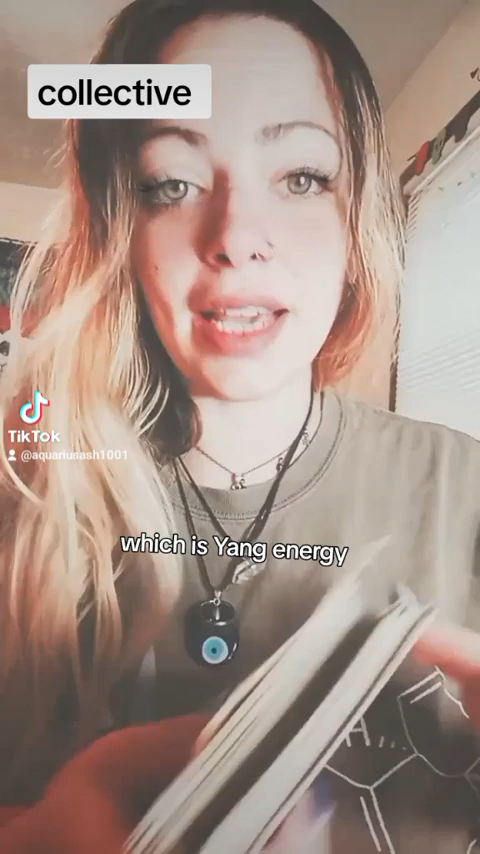 collective
TikTok
@aquariusash1001
which is Yang energy